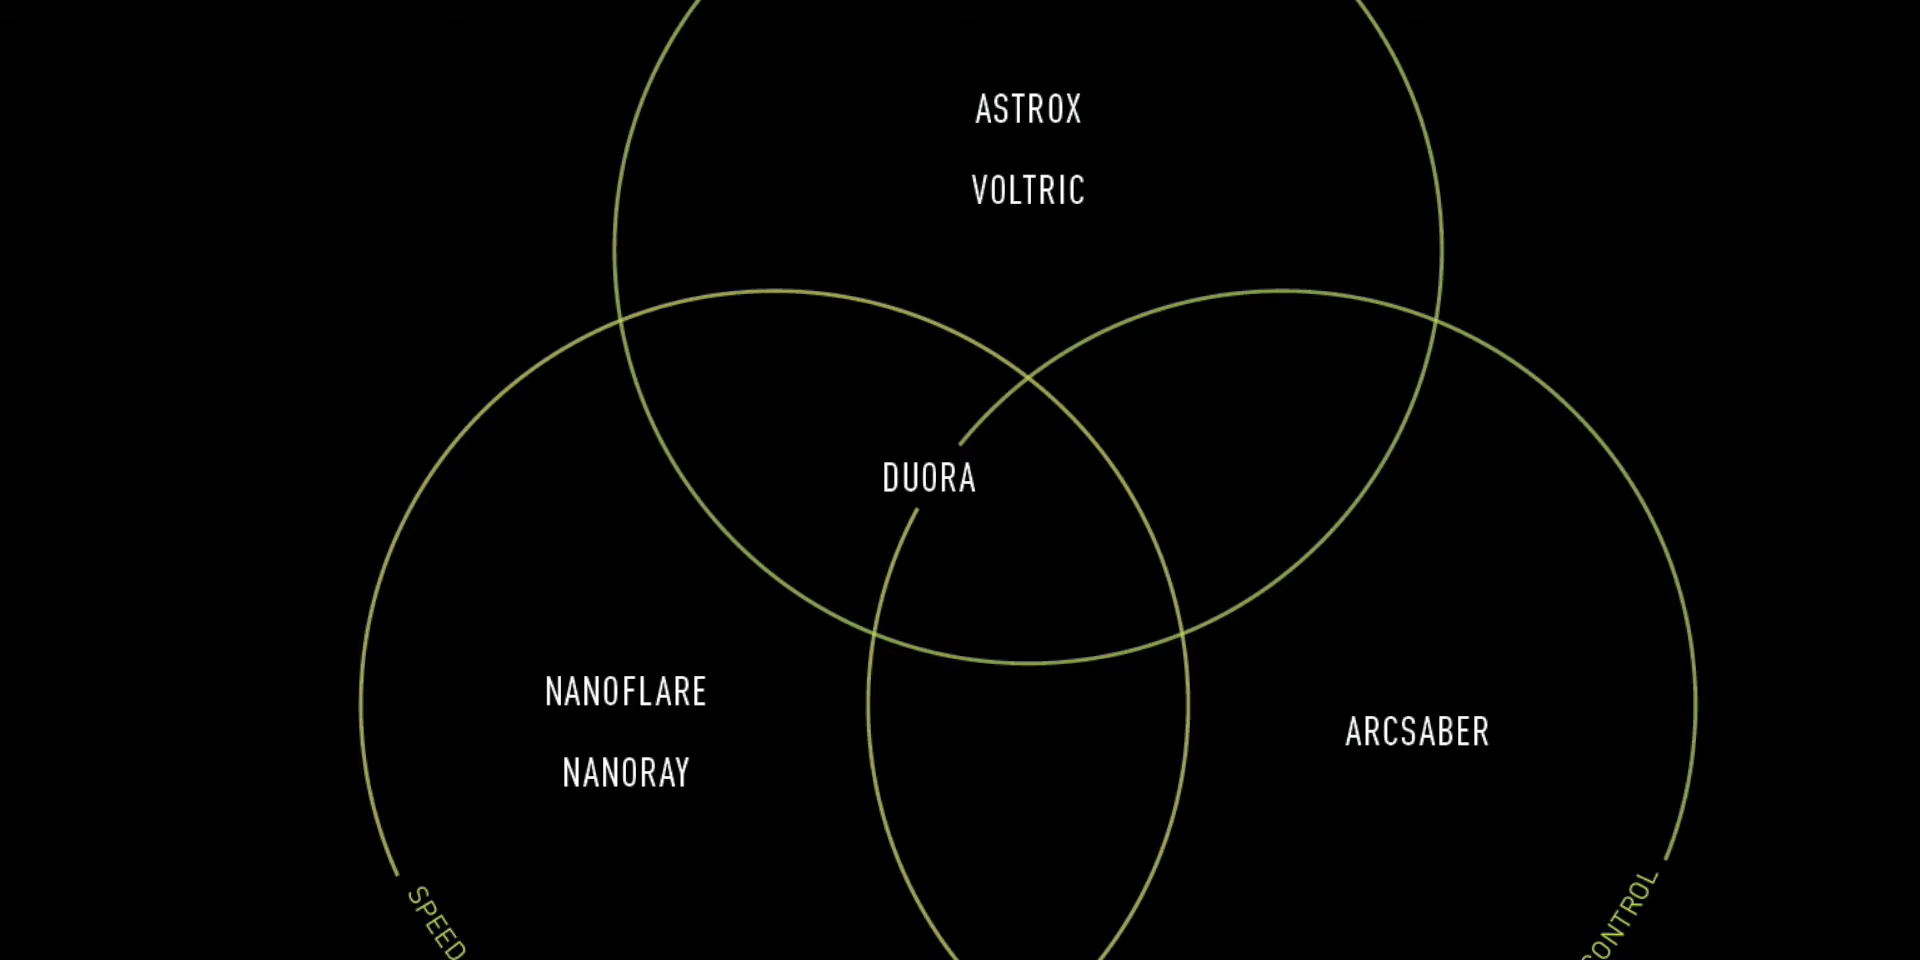 ASTROX
VOLTRIC
DUORA
NANOFLARE
NANORAY
ARCSABER
SPEED
CONTROL